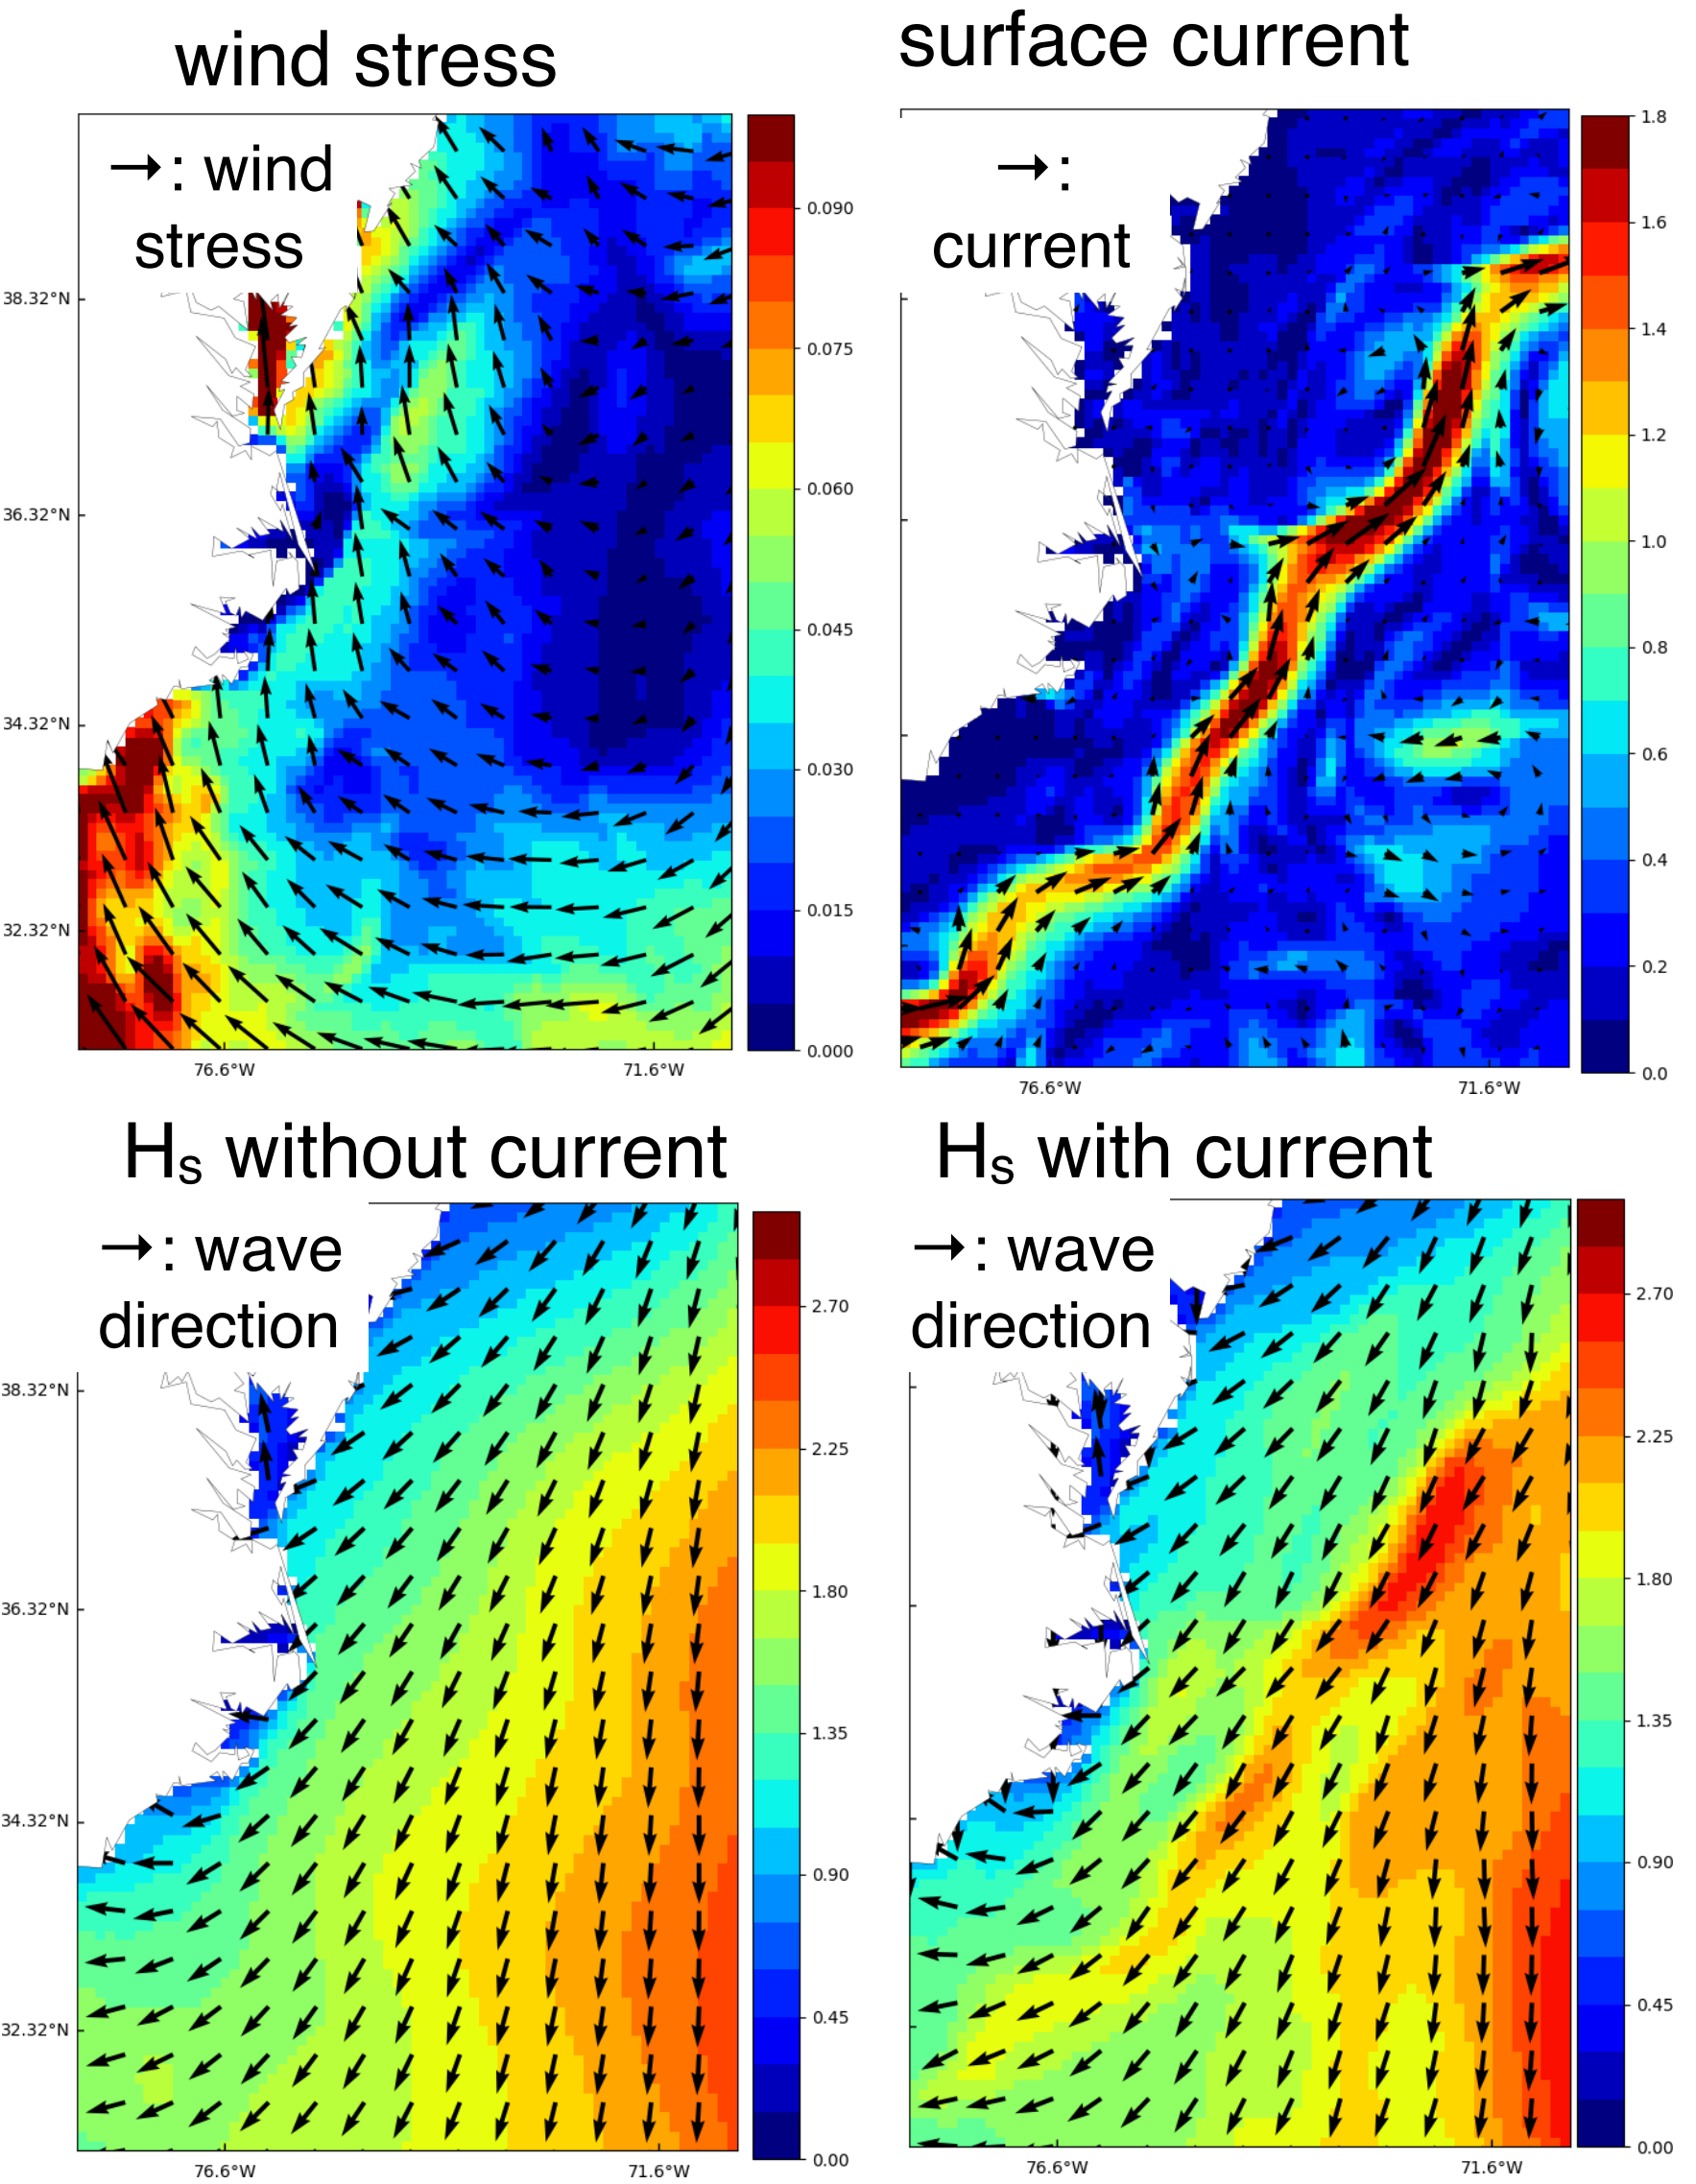 wind stress
→: wind
stress
38.32°N
36.32°N
34.32°N
32.32°N
76.6°W
71.6°W
0.090
0.075
0.060
0.045
0.030
0.015
0.000
surface current
→:
current
76.6°W
71.6°W
1.8
1.6
1.4
1.2
1.0
0.8
0.6
0.4
0.2
0.0
Hs without current
→: wave
direction
38.32°N
36.32°N
34.32°N
32.32°N
76.6°W
71.6°W
2.70
2.25
1.80
1.35
0.90
0.45
0.00
Hs with current
→: wave
direction
76.6°W
71.6°W
2.70
2.25
1.80
1.35
0.90
0.45
0.00